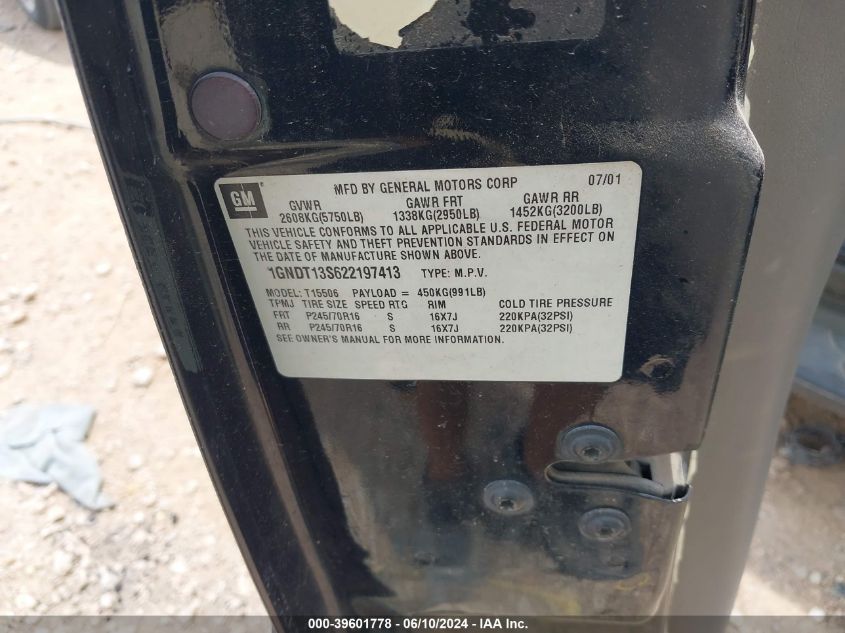 GM
MFD BY GENERAL MOTORS CORP 07/01
GVWR GAWR FRT GAWR RR
2608KG(5750LB) 1338KG(2950LB) 1452KG(3200LB)
THIS VEHICLE CONFORMS TO ALL APPLICABLE U.S. FEDERAL MOTOR
VEHICLE SAFETY AND THEFT PREVENTION STANDARDS IN EFFECT ON
THE DATE OF MANUFACTURE SHOWN ABOVE.
1GNDT13S622197413 TYPE: M.P.V.
MODEL: T15506 PAYLOAD = 450KG(991LB)
TPMJ TIRE SIZE SPEED RTG RIM COLD TIRE PRESSURE
FRT P245/70R16 S 16X7J 220KPA(32PSI)
RR P245/70R16 S 16X7J 220KPA(32PSI)
SEE OWNER'S MANUAL FOR MORE INFORMATION.
000-39601778 - 06/10/2024 - IAA Inc.